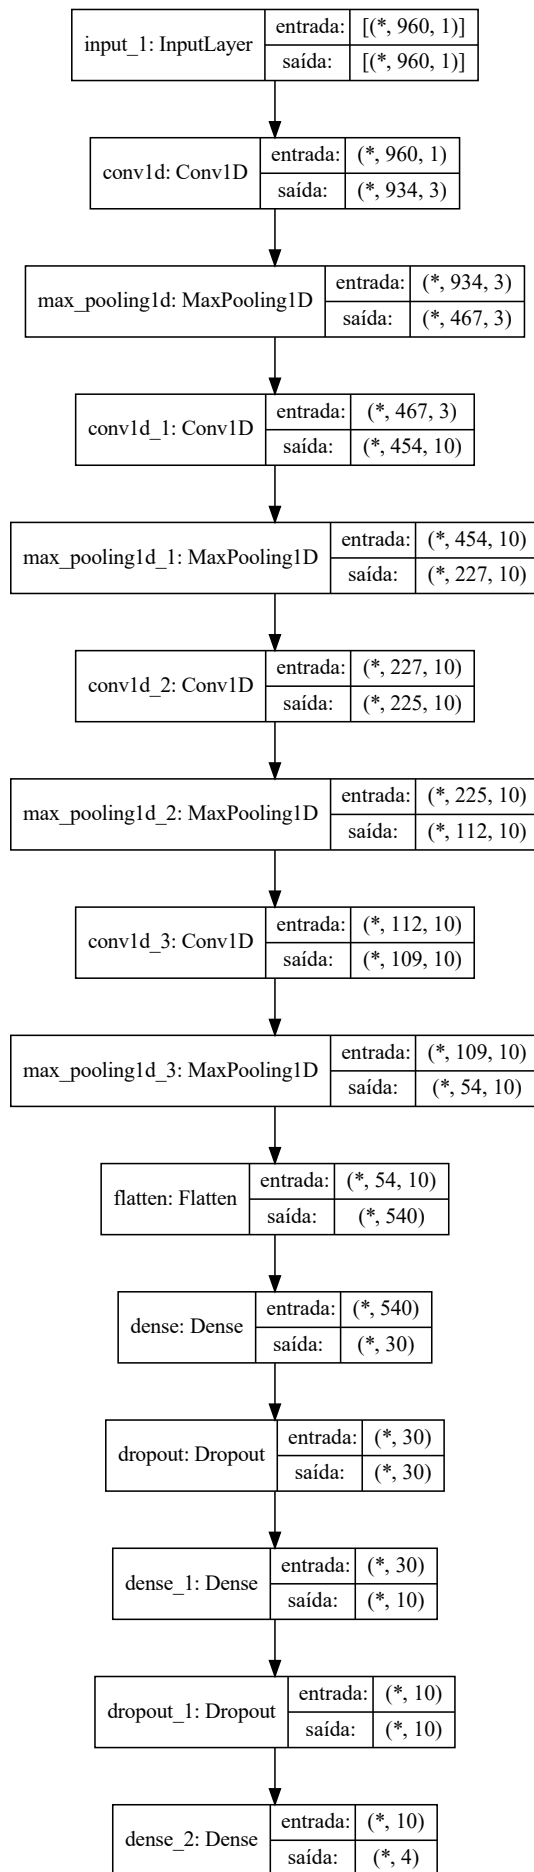 input_1: InputLayer
entrada: [(*, 960, 1)]
saída: [(*, 960, 1)]
conv1d: Conv1D
entrada: (*, 960, 1)
saída: (*, 934, 3)
max_pooling1d: MaxPooling1D
entrada: (*, 934, 3)
saída: (*, 467, 3)
conv1d_1: Conv1D
entrada: (*, 467, 3)
saída: (*, 454, 10)
max_pooling1d_1: MaxPooling1D
entrada: (*, 454, 10)
saída: (*, 227, 10)
conv1d_2: Conv1D
entrada: (*, 227, 10)
saída: (*, 225, 10)
max_pooling1d_2: MaxPooling1D
entrada: (*, 225, 10)
saída: (*, 112, 10)
conv1d_3: Conv1D
entrada: (*, 112, 10)
saída: (*, 109, 10)
max_pooling1d_3: MaxPooling1D
entrada: (*, 109, 10)
saída: (*, 54, 10)
flatten: Flatten
entrada: (*, 54, 10)
saída: (*, 540)
dense: Dense
entrada: (*, 540)
saída: (*, 30)
dropout: Dropout
entrada: (*, 30)
saída: (*, 30)
dense_1: Dense
entrada: (*, 30)
saída: (*, 10)
dropout_1: Dropout
entrada: (*, 10)
saída: (*, 10)
dense_2: Dense
entrada: (*, 10)
saída: (*, 4)